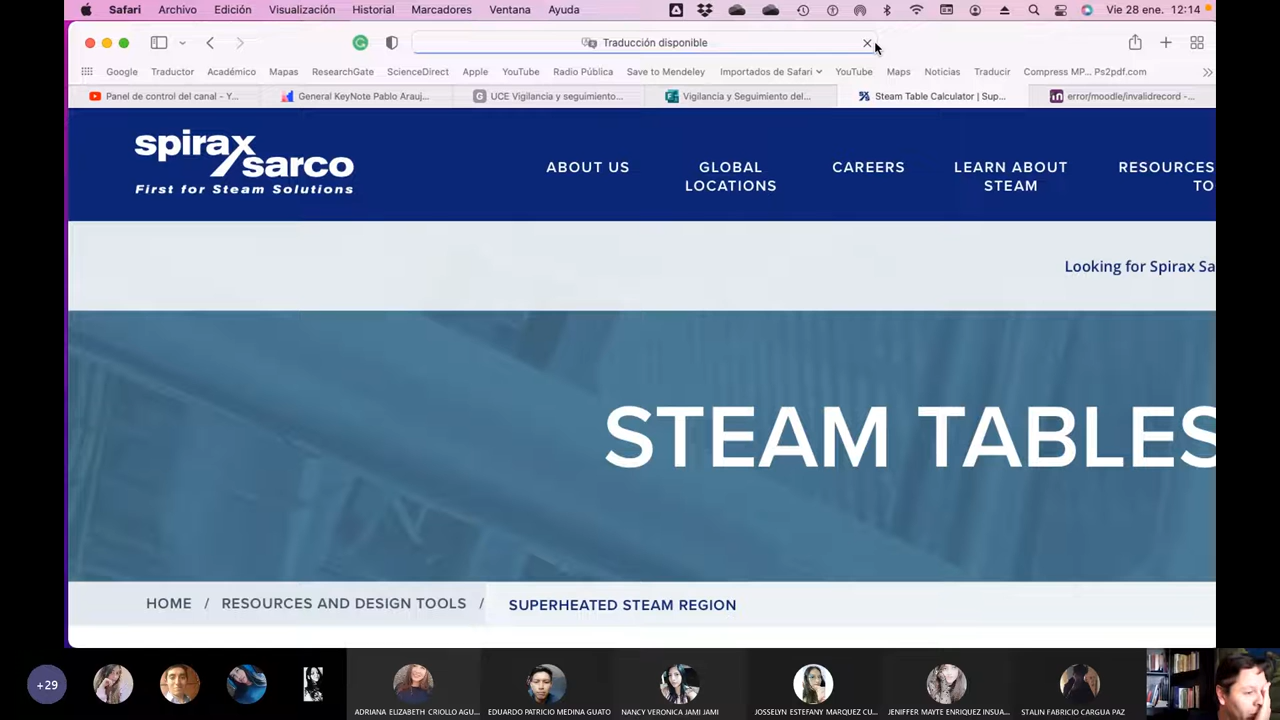 Safari Archivo Edición Visualización Historial Marcadores Ventana Ayuda Vie 28 ene. 12:14
Traducción disponible
Google Traductor Académico Mapas ResearchGate ScienceDirect Apple YouTube Radio Pública Save to Mendeley Importados de Safari YouTube Maps Noticias Traducir Compress MP... Ps2pdf.com
Panel de control del canal - Y... General KeyNote Pablo Arauj... UCE Vigilancia y seguimiento... Vigilancia y Seguimiento del... Steam Table Calculator | Sup... error/moodle/invalidrecord -...
spirax
sarco
First for Steam Solutions
ABOUT US
GLOBAL
LOCATIONS
CAREERS
LEARN ABOUT
STEAM
RESOURCES
TO
Looking for Spirax Sa
STEAM TABLES
HOME / RESOURCES AND DESIGN TOOLS / SUPERHEATED STEAM REGION
+29
ADRIANA ELIZABETH CRIOLLO AGU... EDUARDO PATRICIO MEDINA GUATO NANCY VERONICA JAMI JAMI JOSSELYN ESTEFANY MARQUEZ CU... JENIFFER MAYTE ENRIQUEZ INSUA... STALIN FABRICIO CARGUA PAZ